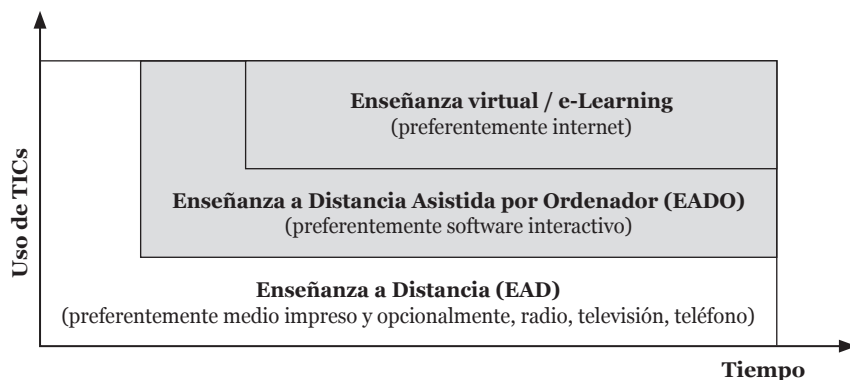 Uso de TICs
Enseñanza virtual / e-Learning
(preferentemente internet)
Enseñanza a Distancia Asistida por Ordenador (EADO)
(preferentemente software interactivo)
Enseñanza a Distancia (EAD)
(preferentemente medio impreso y opcionalmente, radio, televisión, teléfono)
Tiempo